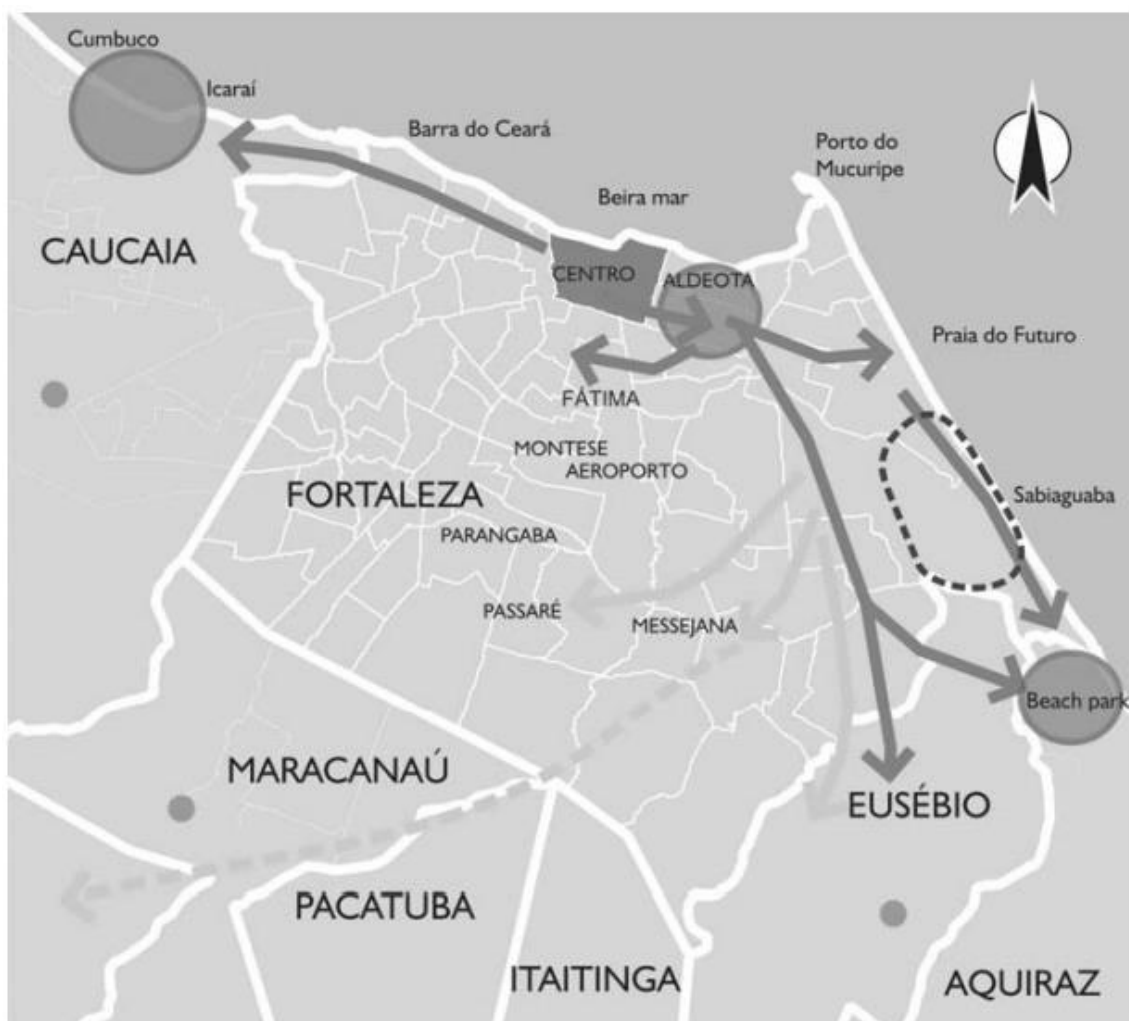 Cumbuco
Icaraí
Barra do Ceará
Porto do
Mucuripe
Beira mar
CAUCAIA
CENTRO
ALDEOTA
Praia do Futuro
FÁTIMA
MONTESE
AEROPORTO
FORTALEZA
Sabiaguaba
PARANGABA
PASSARÉ
MESSEJANA
Beach park
MARACANAÚ
EUSÉBIO
PACATUBA
ITAITINGA
AQUIRAZ